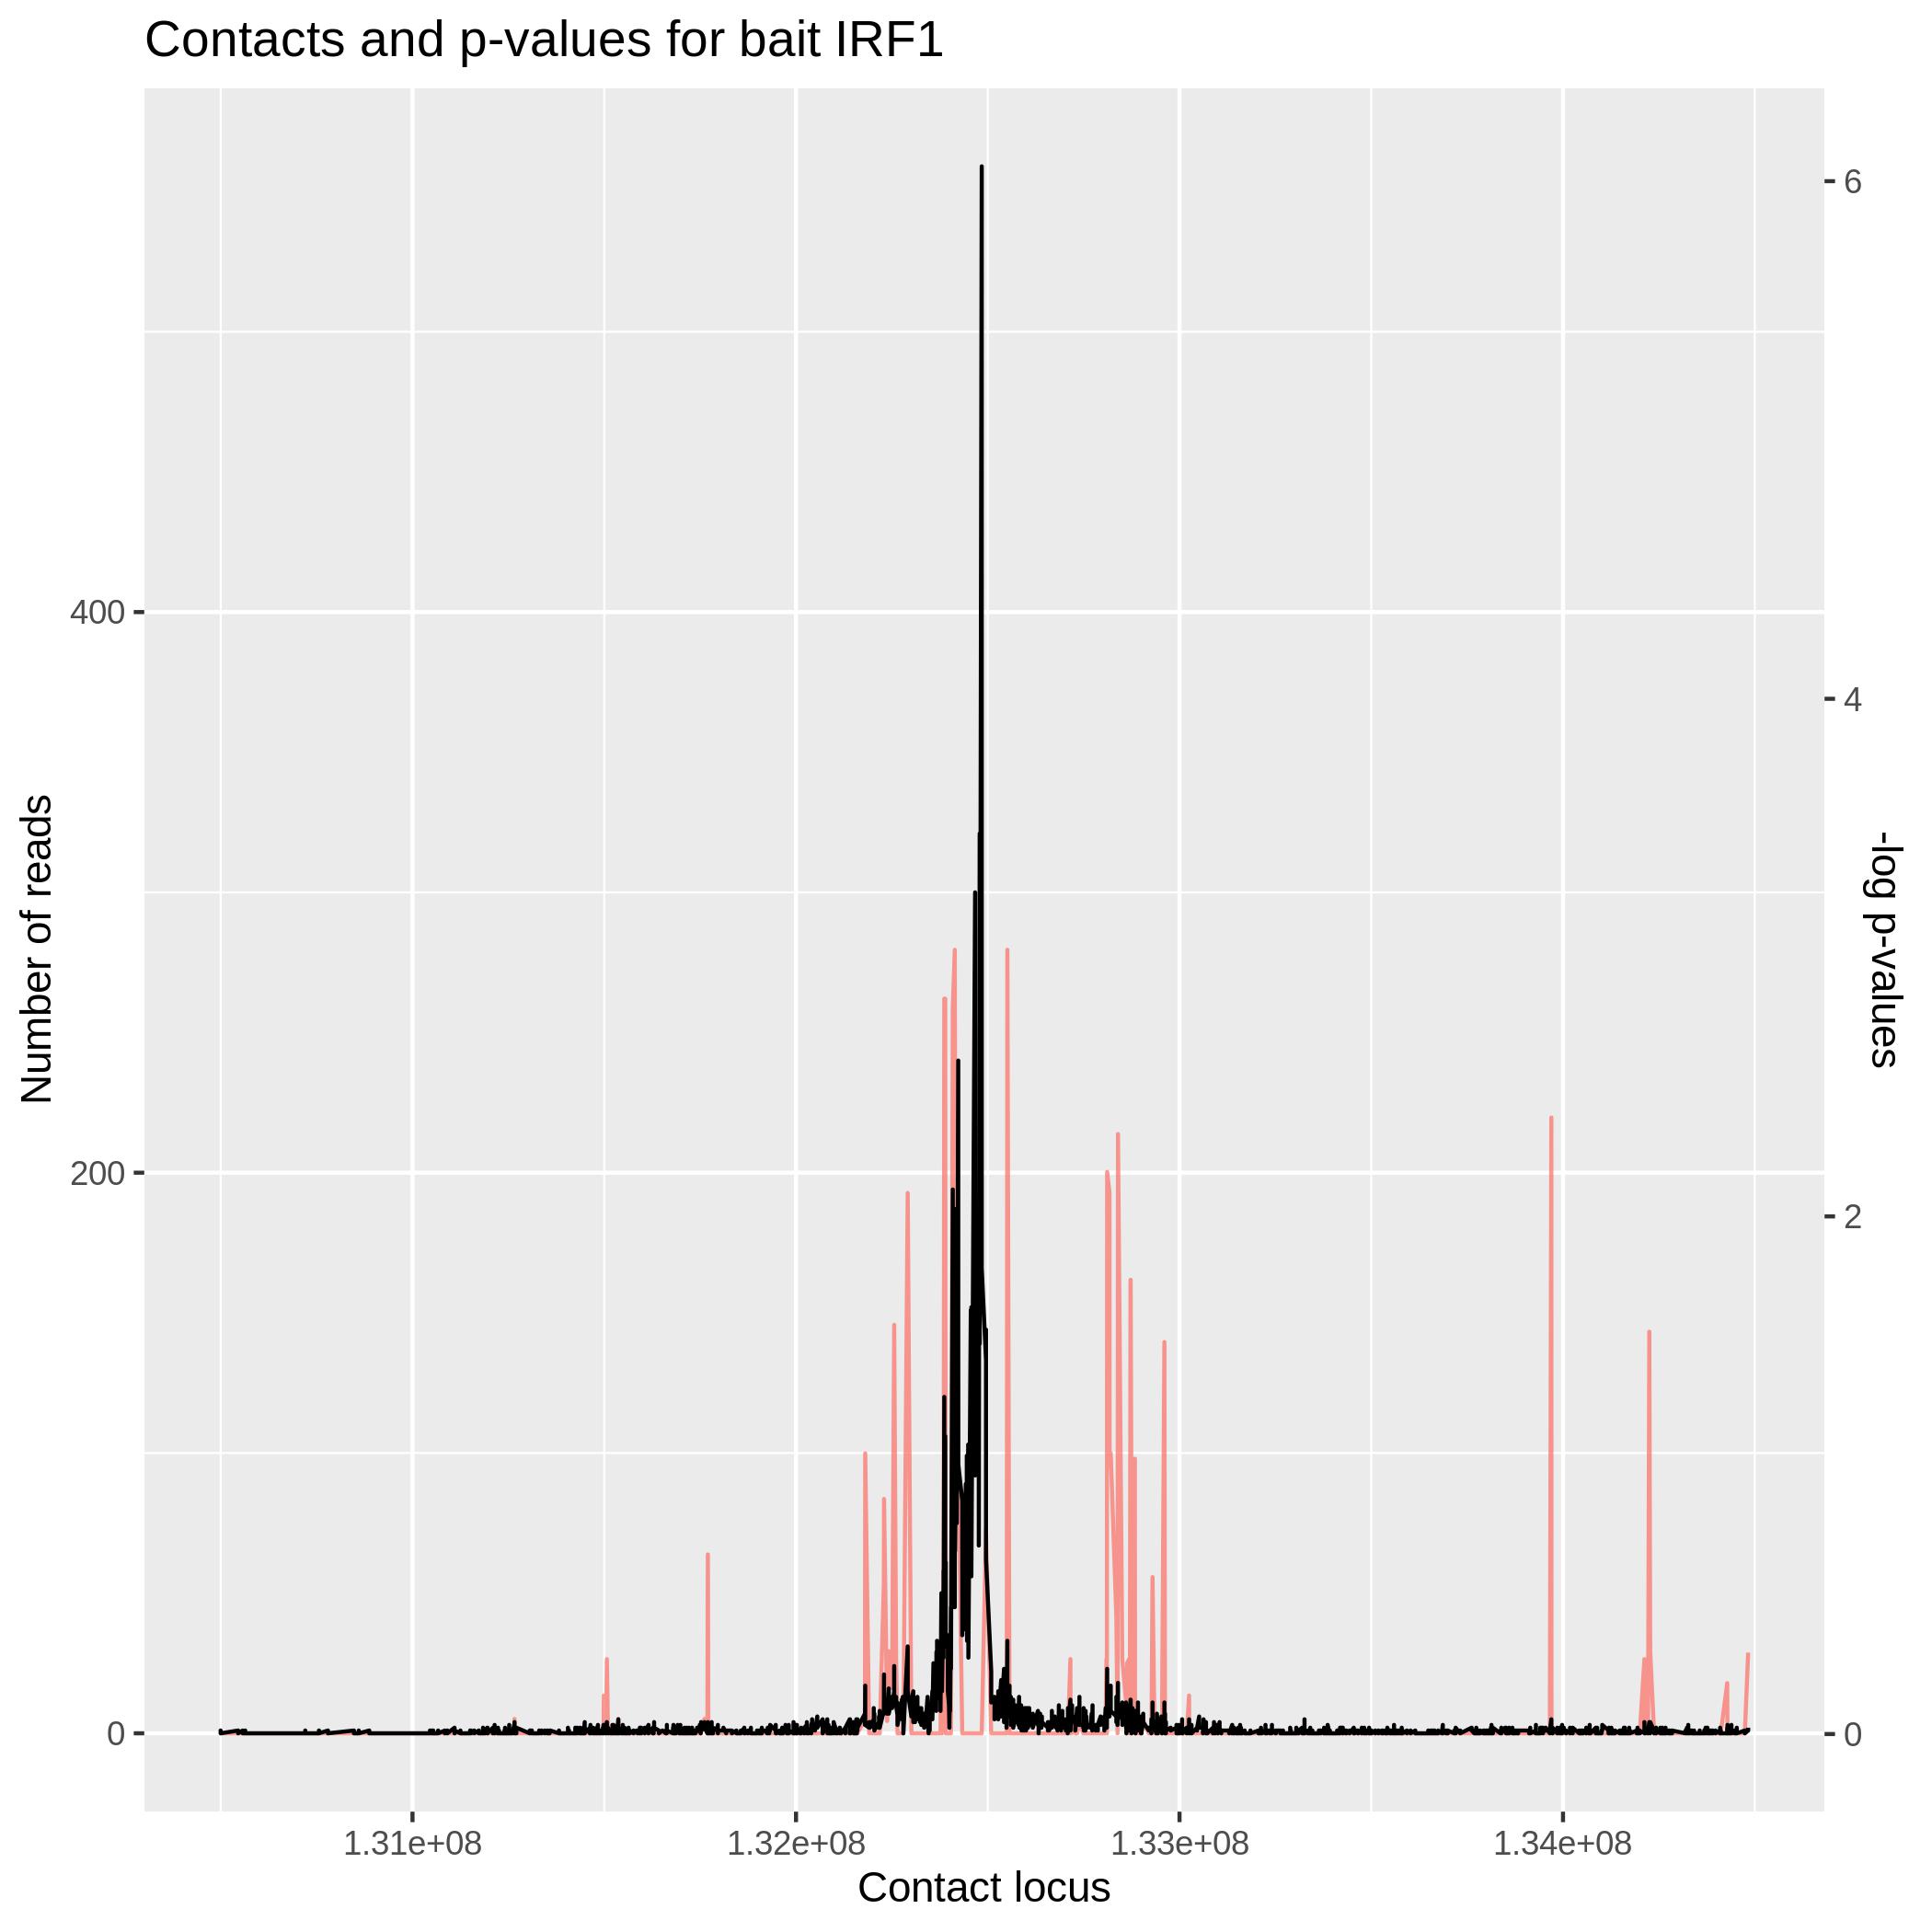 Contacts and p-values for bait IRF1
Number of reads
400
200
0
6
4
2
0
-log p-values
1.31e+08
1.32e+08
1.33e+08
1.34e+08
Contact locus